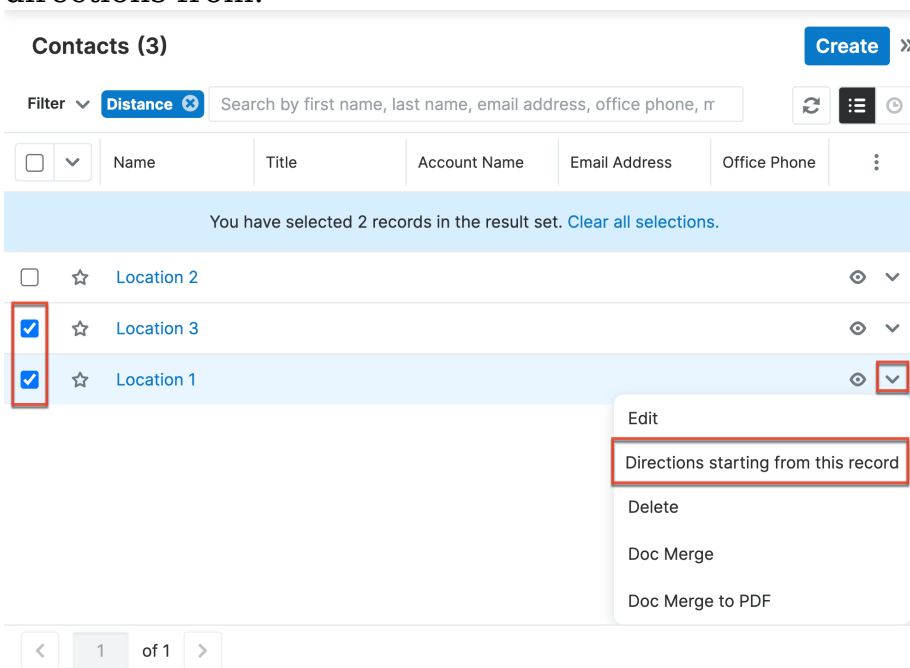 directions from.
Contacts (3)
Create
Filter
Distance
Search by first name, last name, email address, office phone, m
Name
Title
Account Name
Email Address
Office Phone
You have selected 2 records in the result set. Clear all selections.
Location 2
Location 3
Location 1
Edit
Directions starting from this record
Delete
Doc Merge
Doc Merge to PDF
1
of 1